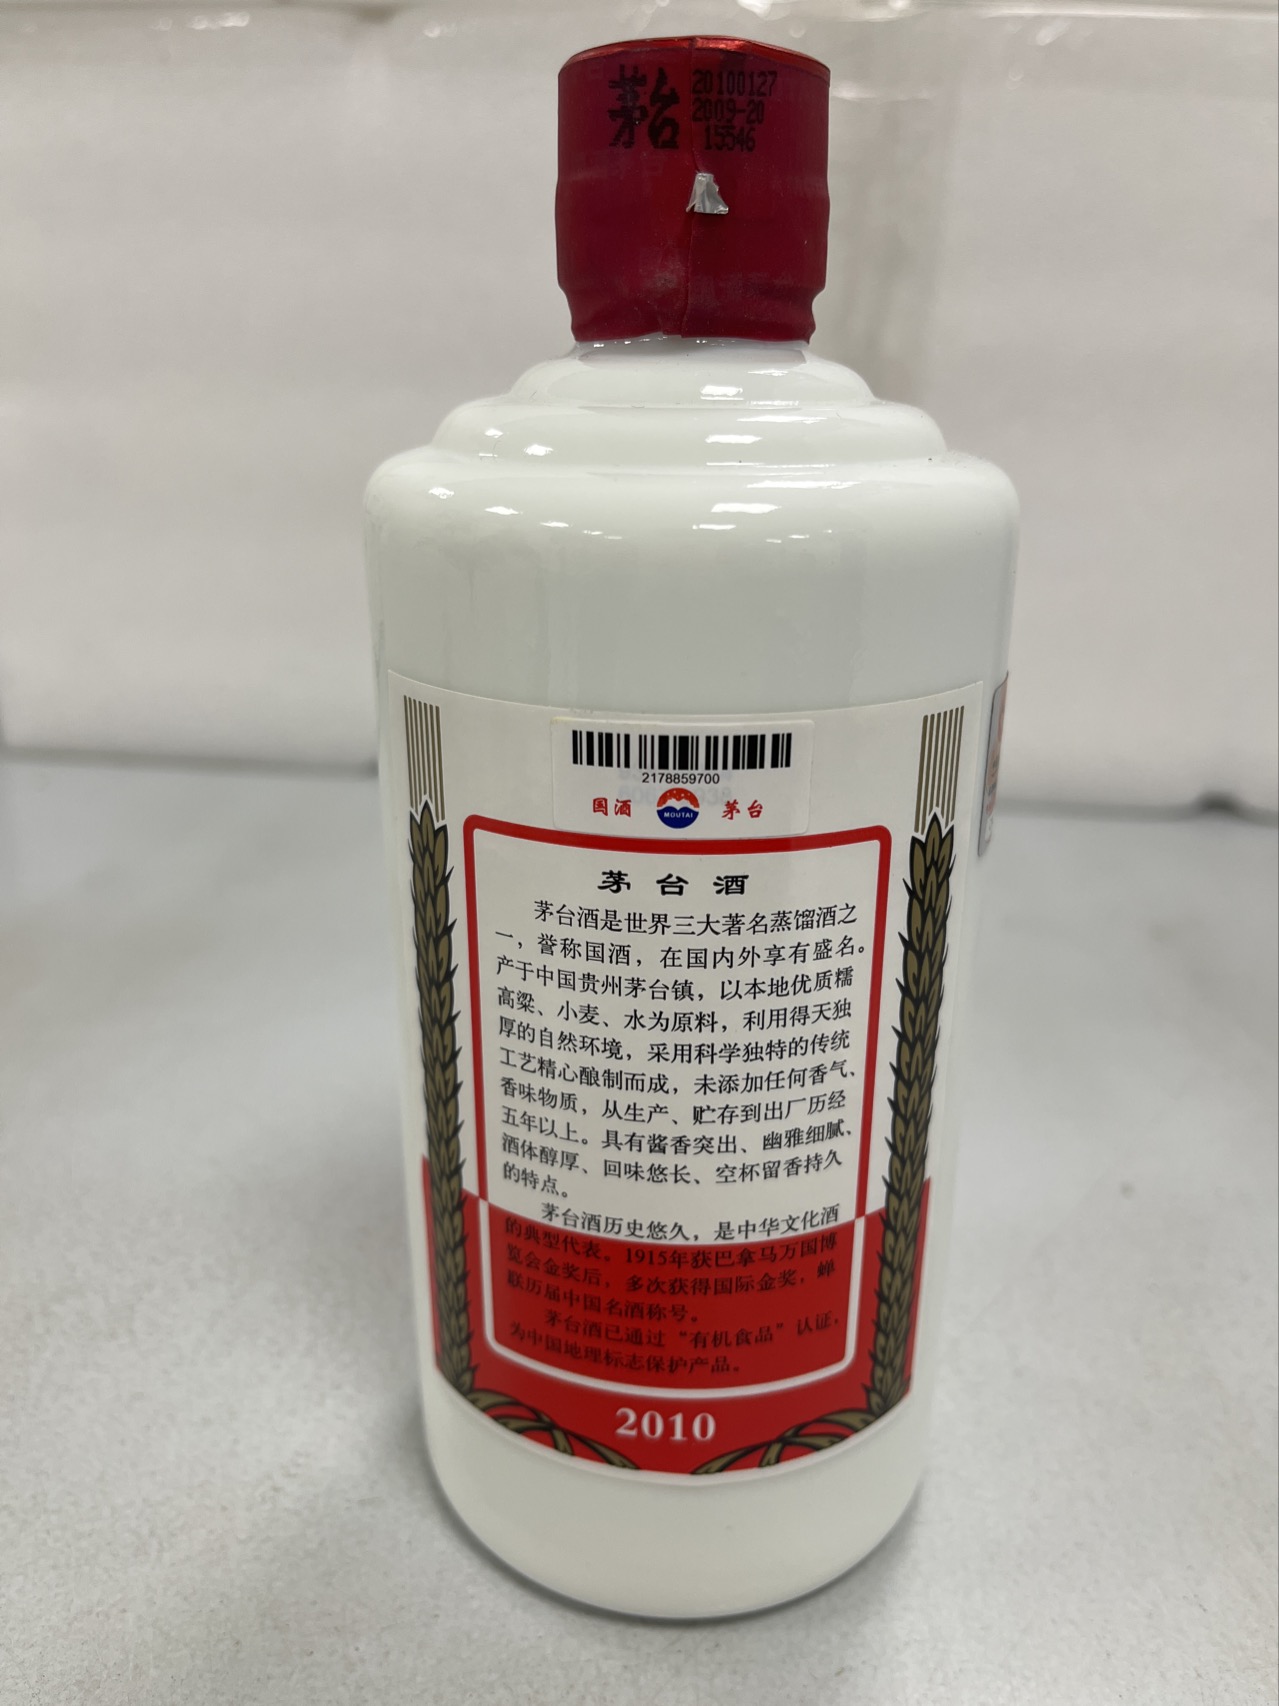 茅台
20100127
2009-20
15546
2178859700
国酒 MOUTAI 茅台
茅台酒
茅台酒是世界三大著名蒸馏酒之
一，誉称国酒，在国内外享有盛名。
产于中国贵州茅台镇，以本地优质糯
高粱、小麦、水为原料，利用得天独
厚的自然环境，采用科学独特的传统
工艺精心酿制而成，未添加任何香气、
香味物质，从生产、贮存到出厂历经
五年以上。具有酱香突出、幽雅细腻、
酒体醇厚、回味悠长、空杯留香持久
的特点。
茅台酒历史悠久，是中华文化酒
的典型代表。1915年获巴拿马万国博
览会金奖后，多次获得国际金奖，蝉
联历届中国名酒称号。
茅台酒已通过“有机食品”认证，
为中国地理标志保护产品。
2010